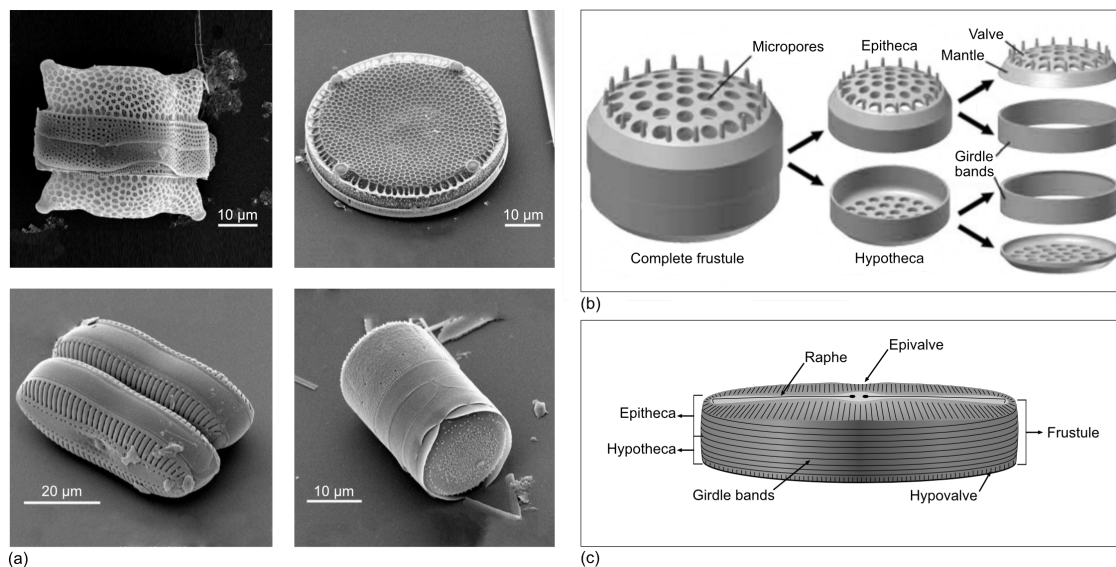 10 µm
10 µm
20 µm
10 µm
(a)
Micropores
Epitheca
Valve
Mantle
Girdle
bands
Complete frustule
Hypotheca
(b)
Raphe
Epivalve
Epitheca
Hypotheca
Frustule
Girdle bands
Hypovalve
(c)